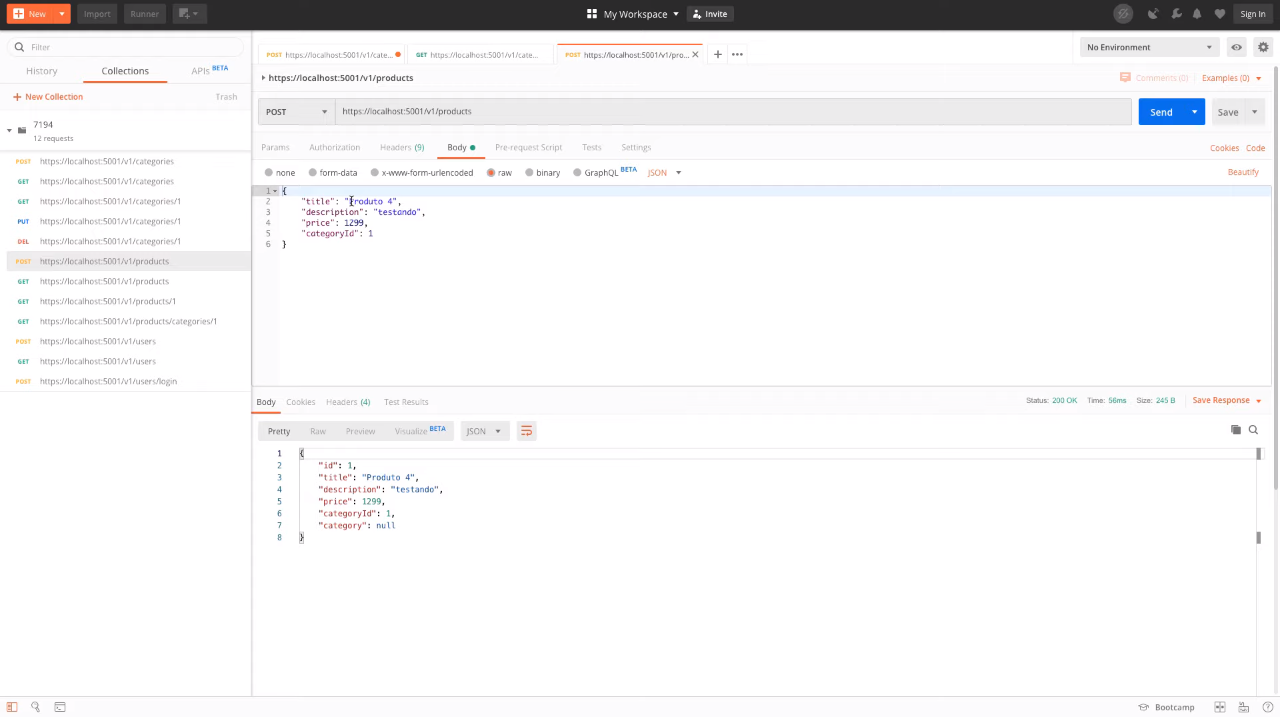 New
Import
Runner
My Workspace
Invite
Sign In
Filter
History
Collections
APIs BETA
New Collection
Trash
7194
12 requests
POST https://localhost:5001/v1/categories
GET https://localhost:5001/v1/categories
GET https://localhost:5001/v1/categories/1
PUT https://localhost:5001/v1/categories/1
DEL https://localhost:5001/v1/categories/1
POST https://localhost:5001/v1/products
GET https://localhost:5001/v1/products
GET https://localhost:5001/v1/products/1
GET https://localhost:5001/v1/products/categories/1
POST https://localhost:5001/v1/users
GET https://localhost:5001/v1/users
POST https://localhost:5001/v1/users/login
POST https://localhost:5001/v1/cate...
GET https://localhost:5001/v1/cate...
POST https://localhost:5001/v1/pro...
No Environment
https://localhost:5001/v1/products
Comments (0)
Examples (0)
POST https://localhost:5001/v1/products
Send
Save
Params Authorization Headers (9) Body Pre-request Script Tests Settings
Cookies Code
none form-data x-www-form-urlencoded raw binary GraphQL BETA JSON
Beautify
1 {
2 "title": "Produto 4",
3 "description": "testando",
4 "price": 1299,
5 "categoryId": 1
6 }
Body Cookies Headers (4) Test Results
Status: 200 OK Time: 56ms Size: 245 B
Save Response
Pretty Raw Preview Visualize BETA JSON
1 {
2 "id": 1,
3 "title": "Produto 4",
4 "description": "testando",
5 "price": 1299,
6 "categoryId": 1,
7 "category": null
8 }
Bootcamp